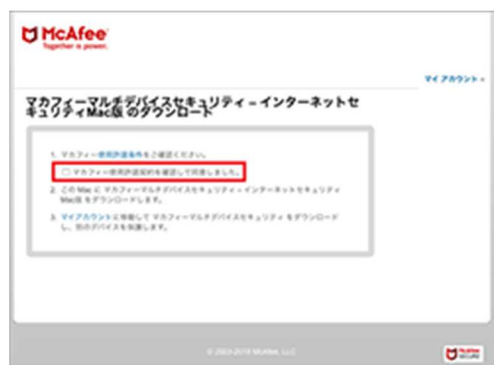 McAfee
Together is power.
マイ アカウント
マカフィーマルチデバイスセキュリティ – インターネットセ
キュリティMac版 のダウンロード
1. マカフィー使用許諾条件をご確認ください。
マカフィー使用許諾契約を確認して同意しました。
2. この Mac に マカフィーマルチデバイスセキュリティ – インターネットセキュリティ
Mac版 をダウンロードします。
3. マイアカウントに移動して マカフィーマルチデバイスセキュリティ をダウンロード
し、別のデバイスを保護します。
© 2003-2019 McAfee, LLC
McAfee
SECURE